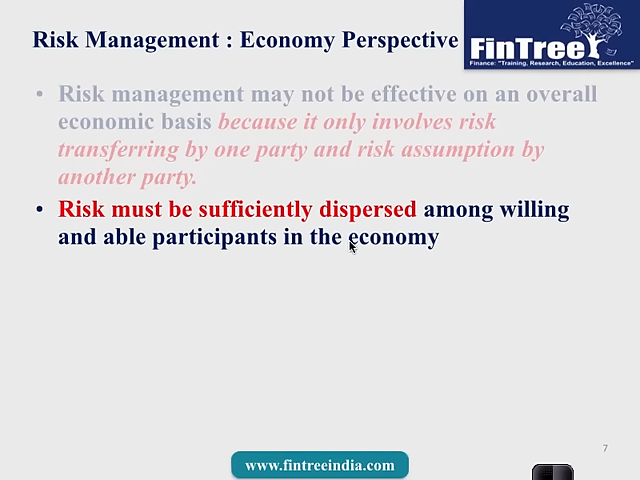 Risk Management : Economy Perspective
FinTree
Finance: "Training, Research, Education, Excellence"
• Risk management may not be effective on an overall
economic basis because it only involves risk
transferring by one party and risk assumption by
another party.
• Risk must be sufficiently dispersed among willing
and able participants in the economy
7
www.fintreeindia.com